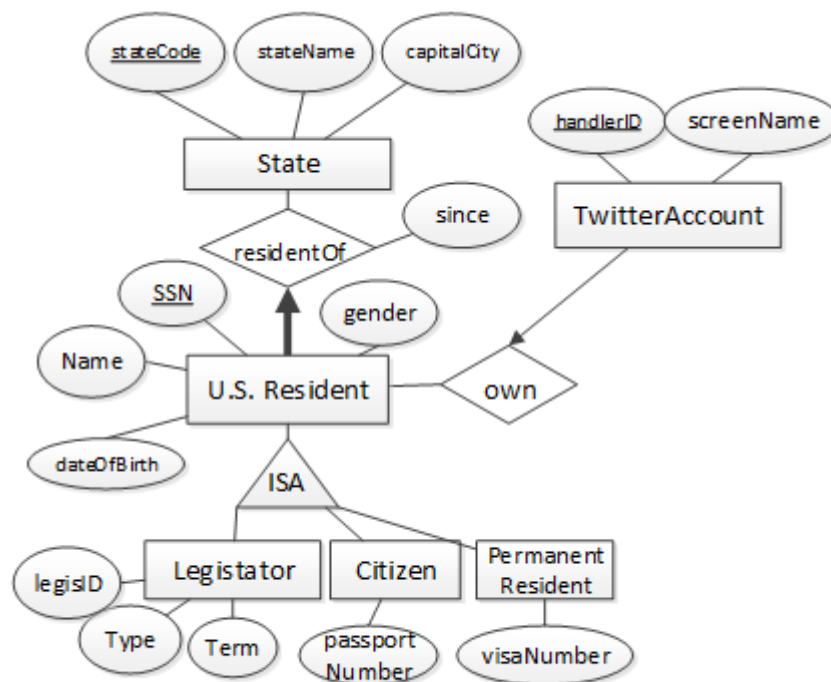 stateCode
stateName
capitalCity
handlerID
screenName
State
TwitterAccount
since
residentOf
SSN
gender
Name
U.S. Resident
own
dateOfBirth
ISA
Legistator
Citizen
Permanent
Resident
legisID
Type
Term
passport
Number
visaNumber